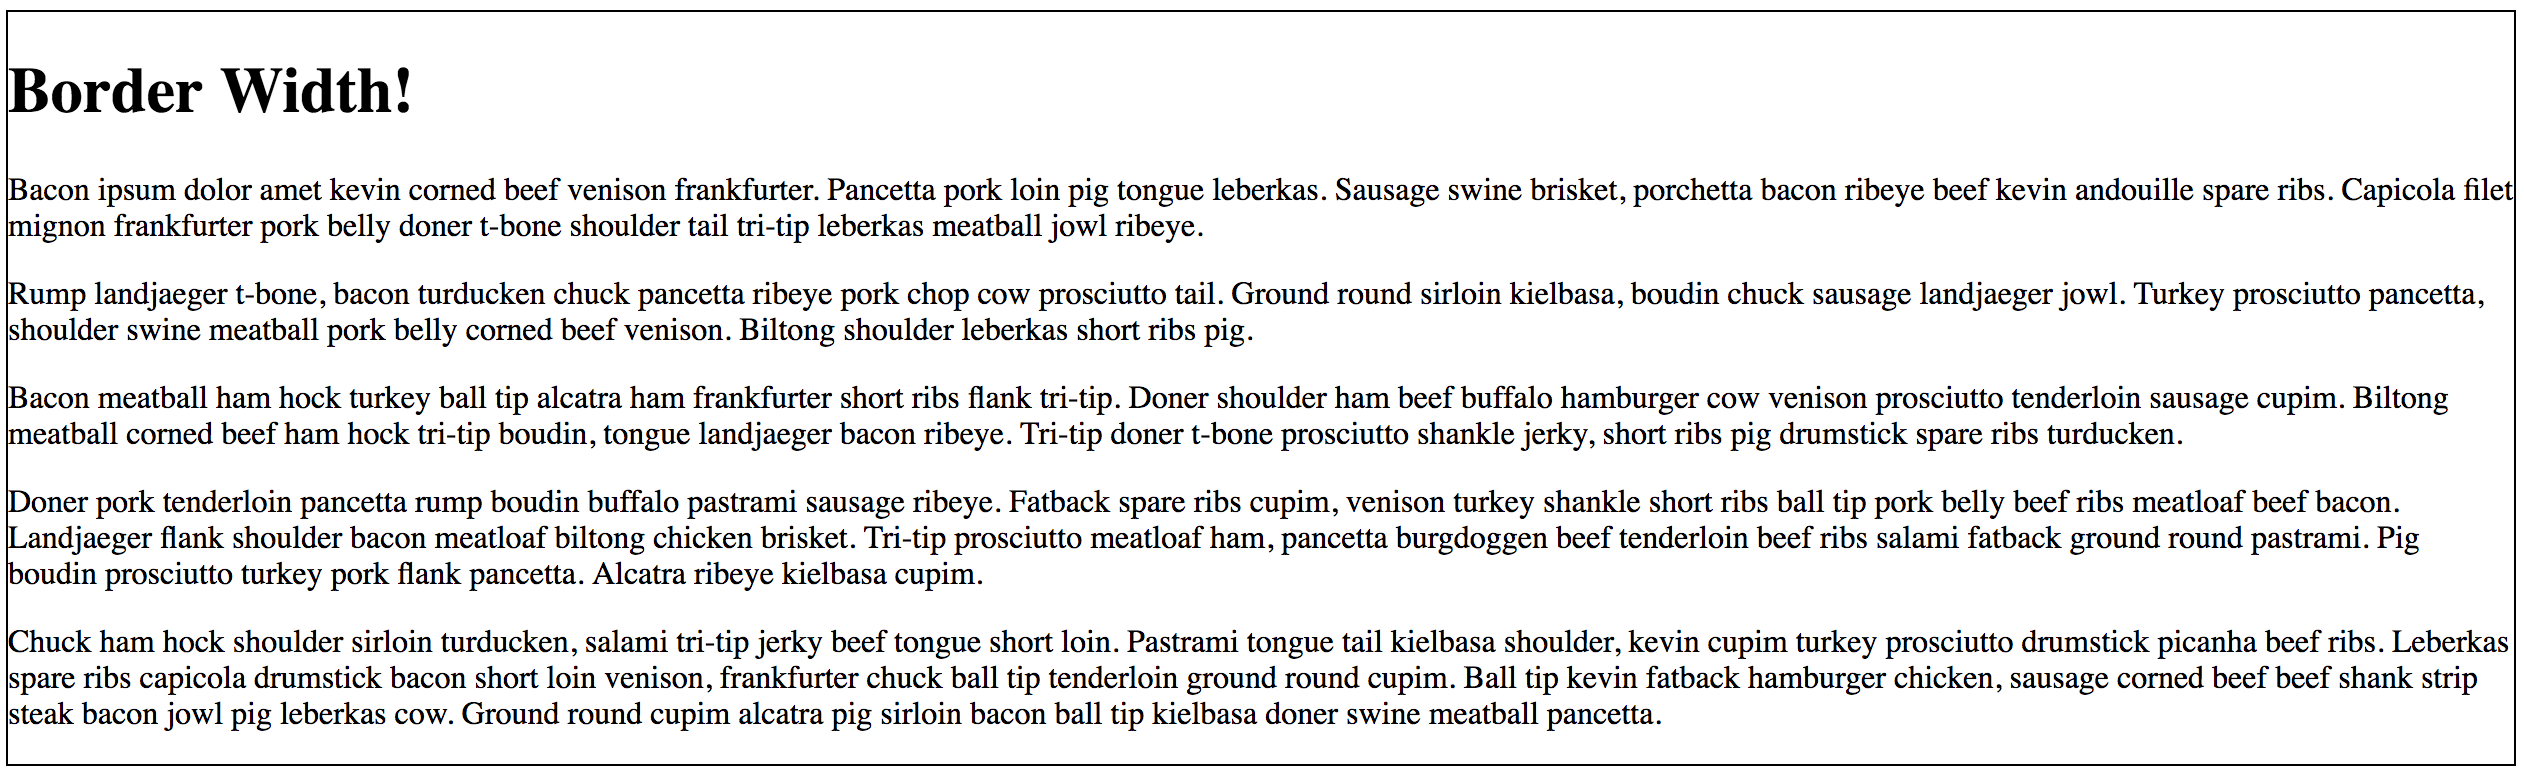 Border Width!
Bacon ipsum dolor amet kevin corned beef venison frankfurter. Pancetta pork loin pig tongue leberkas. Sausage swine brisket, porchetta bacon ribeye beef kevin andouille spare ribs. Capicola filet
mignon frankfurter pork belly doner t-bone shoulder tail tri-tip leberkas meatball jowl ribeye.
Rump landjaeger t-bone, bacon turducken chuck pancetta ribeye pork chop cow prosciutto tail. Ground round sirloin kielbasa, boudin chuck sausage landjaeger jowl. Turkey prosciutto pancetta,
shoulder swine meatball pork belly corned beef venison. Biltong shoulder leberkas short ribs pig.
Bacon meatball ham hock turkey ball tip alcatra ham frankfurter short ribs flank tri-tip. Doner shoulder ham beef buffalo hamburger cow venison prosciutto tenderloin sausage cupim. Biltong
meatball corned beef ham hock tri-tip boudin, tongue landjaeger bacon ribeye. Tri-tip doner t-bone prosciutto shankle jerky, short ribs pig drumstick spare ribs turducken.
Doner pork tenderloin pancetta rump boudin buffalo pastrami sausage ribeye. Fatback spare ribs cupim, venison turkey shankle short ribs ball tip pork belly beef ribs meatloaf beef bacon.
Landjaeger flank shoulder bacon meatloaf biltong chicken brisket. Tri-tip prosciutto meatloaf ham, pancetta burgdoggen beef tenderloin beef ribs salami fatback ground round pastrami. Pig
boudin prosciutto turkey pork flank pancetta. Alcatra ribeye kielbasa cupim.
Chuck ham hock shoulder sirloin turducken, salami tri-tip jerky beef tongue short loin. Pastrami tongue tail kielbasa shoulder, kevin cupim turkey prosciutto drumstick picanha beef ribs. Leberkas
spare ribs capicola drumstick bacon short loin venison, frankfurter chuck ball tip tenderloin ground round cupim. Ball tip kevin fatback hamburger chicken, sausage corned beef beef shank strip
steak bacon jowl pig leberkas cow. Ground round cupim alcatra pig sirloin bacon ball tip kielbasa doner swine meatball pancetta.